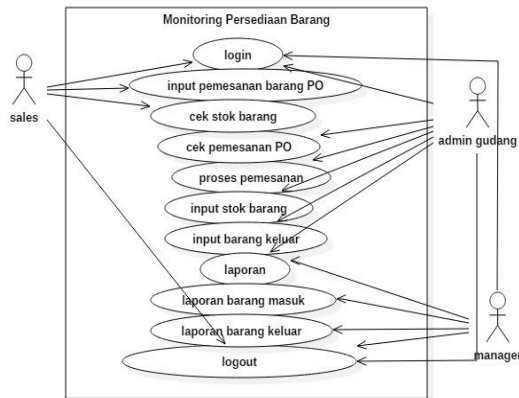 Monitoring Persediaan Barang
login
input pemesanan barang PO
sales
cek stok barang
cek pemesanan PO
admin gudang
proses pemesanan
input stok barang
input barang keluar
laporan
laporan barang masuk
laporan barang keluar
manager
logout